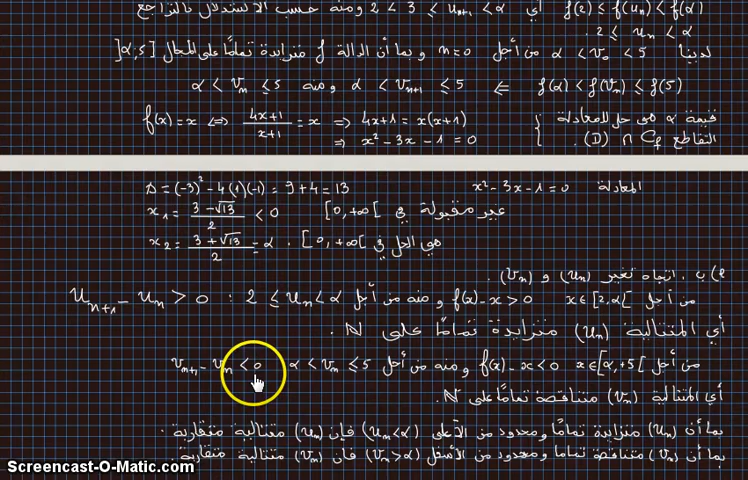 f(2) ≤ f(Un) < f(α) أي 2 < 3 ≤ Un+1 < α ومنه حسب الاستدلال بالتراجع
2 ≤ Un < α .
لدينا α < V0 ≤ 5 من أجل n=0 وبما أن الدالة f متزايدة تماما على المجال ]α ; 5]
f(α) < f(Vn) ≤ f(5) ⇐ α < Vn+1 ≤ 5 ومنه α < Vn ≤ 5
فقيمة α هي حل للمعادلة f(x) = x ⇔ 4x+1/x+1 = x ⇒ 4x+1 = x(x+1)
التقاطع (D) ∩ Cf . ⇒ x² - 3x - 1 = 0
المعادلة x² - 3x - 1 = 0 Δ = (-3)² - 4(1)(-1) = 9 + 4 = 13
x1 = 3 - √13/2 < 0 غير مقبولة في [0, +∞[
x2 = 3 + √13/2 = α هي الحل في [0, +∞[ .
2) ب. اتجاه تغير (Un) و (Vn).
من أجل x∈[2,α[ f(x) - x > 0 ومنه من أجل 2 ≤ Un < α : Un+1 - Un > 0
أي المتتالية (Un) متزايدة تماما على N.
من أجل x∈[α,+5[ f(x) - x < 0 ومنه من أجل α < Vn ≤ 5 Vn+1 - Vn < 0
أي متتالية (Vn) متناقصة تماما على N.
بما أن (Un) متزايدة تماما ومحدود من الأعلى (Un<α) فإن (Un) متتالية متقاربة .
بما أن (Vn) متناقصة تماما ومحدود من الأسفل (Vn>α) فإن (Vn) متتالية متقاربة.
Screencast-O-Matic.com